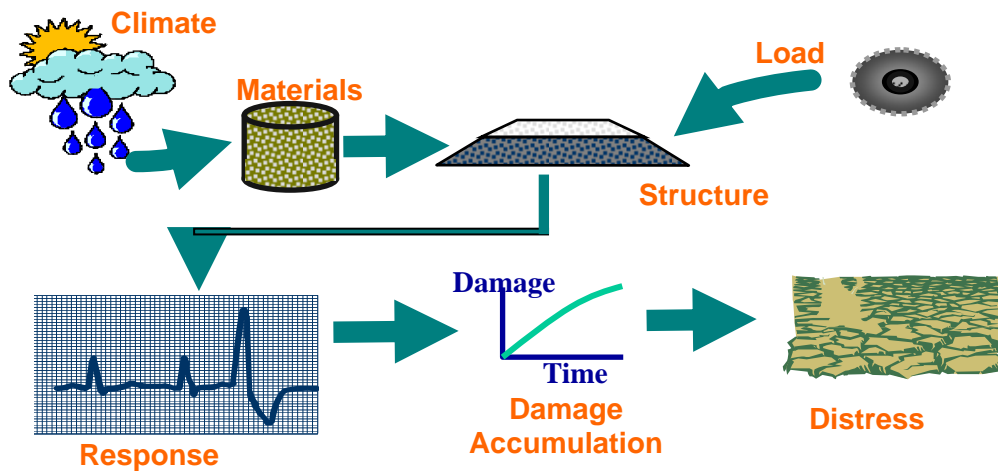 Climate
Load
Materials
Structure
Damage
Time
Damage
Accumulation
Distress
Response